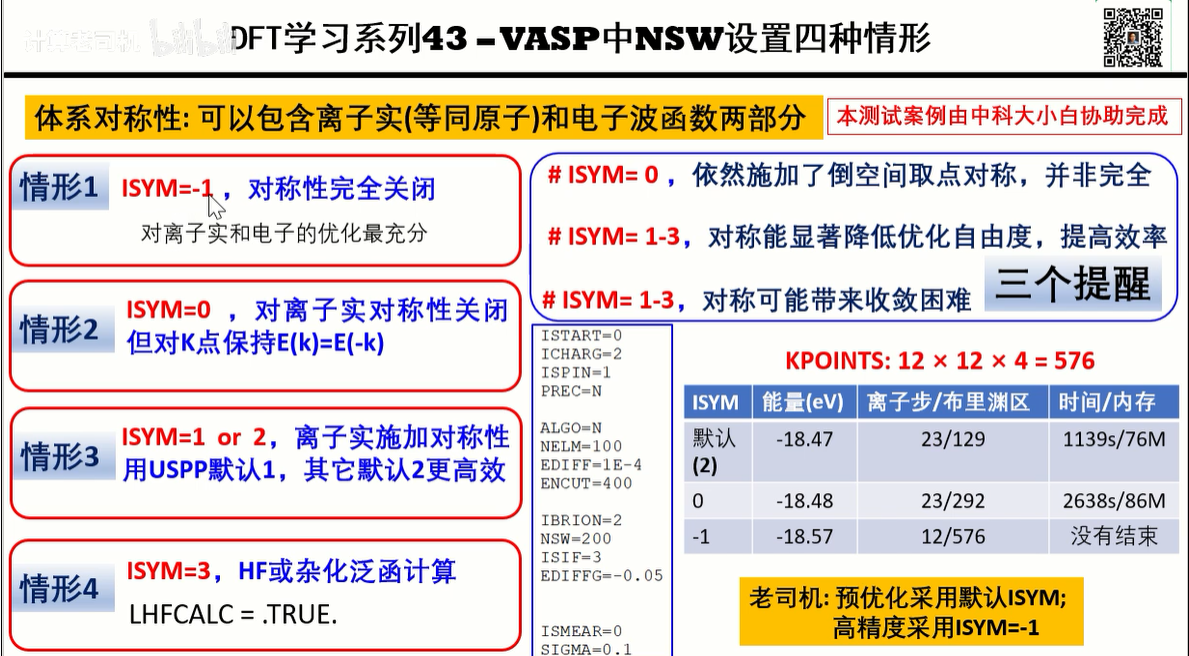 计算老司机 bilibili
DFT学习系列43 –VASP中NSW设置四种情形
体系对称性: 可以包含离子实(等同原子)和电子波函数两部分
本测试案例由中科大小白协助完成
情形1
ISYM=-1 ，对称性完全关闭
对离子实和电子的优化最充分
情形2
ISYM=0 ，对离子实对称性关闭
但对K点保持E(k)=E(-k)
情形3
ISYM=1 or 2，离子实施加对称性
用USPP默认1，其它默认2更高效
情形4
ISYM=3，HF或杂化泛函计算
LHFCALC = .TRUE.
# ISYM= 0 ，依然施加了倒空间取点对称，并非完全
# ISYM= 1-3，对称能显著降低优化自由度，提高效率
# ISYM= 1-3，对称可能带来收敛困难
三个提醒
ISTART=0
ICHARG=2
ISPIN=1
PREC=N
ALGO=N
NELM=100
EDIFF=1E-4
ENCUT=400
IBRION=2
NSW=200
ISIF=3
EDIFFG=-0.05
ISMEAR=0
SIGMA=0.1
KPOINTS: 12 × 12 × 4 = 576
ISYM 能量(eV) 离子步/布里渊区 时间/内存
默认 -18.47 23/129 1139s/76M
(2)
0 -18.48 23/292 2638s/86M
-1 -18.57 12/576 没有结束
老司机: 预优化采用默认ISYM;
高精度采用ISYM=-1